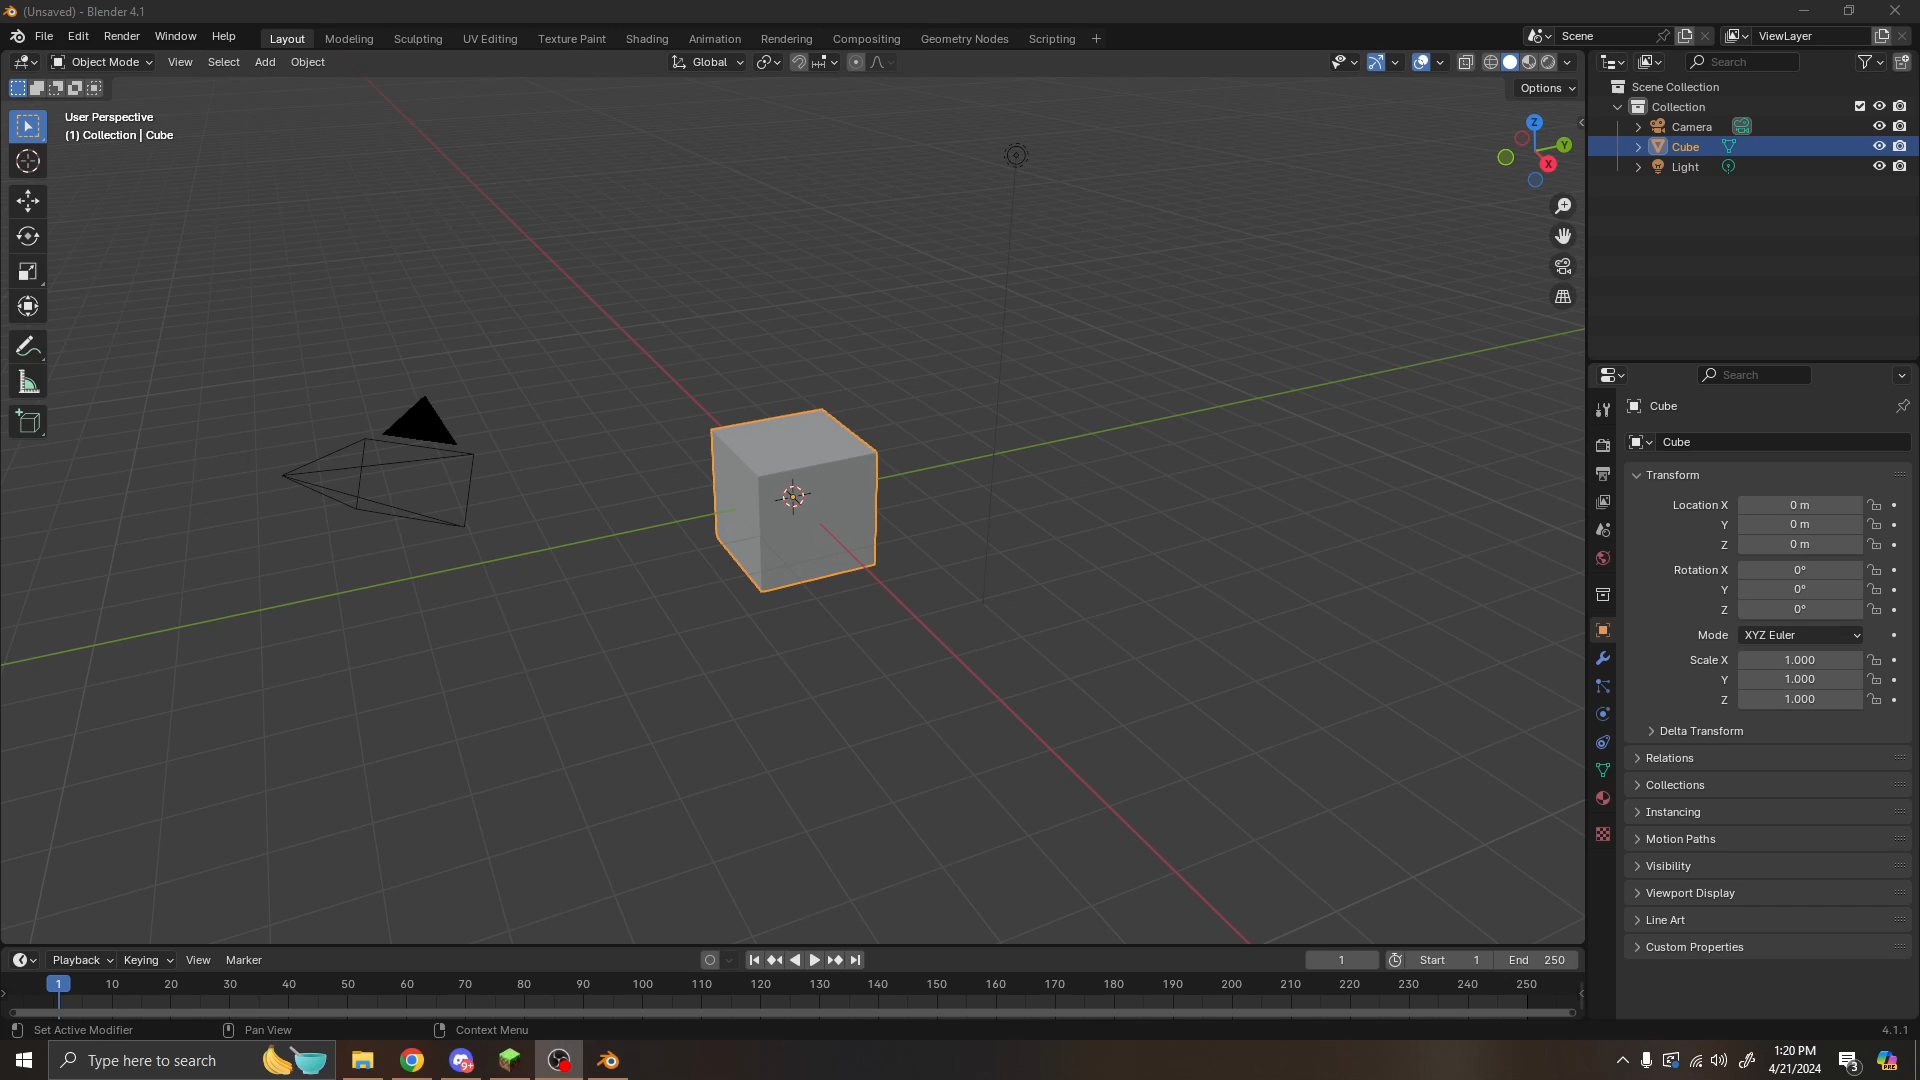 (Unsaved) - Blender 4.1
File Edit Render Window Help
Layout Modeling Sculpting UV Editing Texture Paint Shading Animation Rendering Compositing Geometry Nodes Scripting +
Scene
ViewLayer
Object Mode View Select Add Object
Global
Search
Options
User Perspective
(1) Collection | Cube
Z
Y
X
Scene Collection
Collection
Camera
Cube
Light
Search
Cube
Cube
Transform
Location X 0 m
Y 0 m
Z 0 m
Rotation X 0°
Y 0°
Z 0°
Mode XYZ Euler
Scale X 1.000
Y 1.000
Z 1.000
Delta Transform
Relations
Collections
Instancing
Motion Paths
Visibility
Viewport Display
Line Art
Custom Properties
Playback Keying View Marker
1 Start 1 End 250
1 10 20 30 40 50 60 70 80 90 100 110 120 130 140 150 160 170 180 190 200 210 220 230 240 250
Set Active Modifier Pan View Context Menu
4.1.1
Type here to search
9+
1:20 PM
4/21/2024
3
PRE